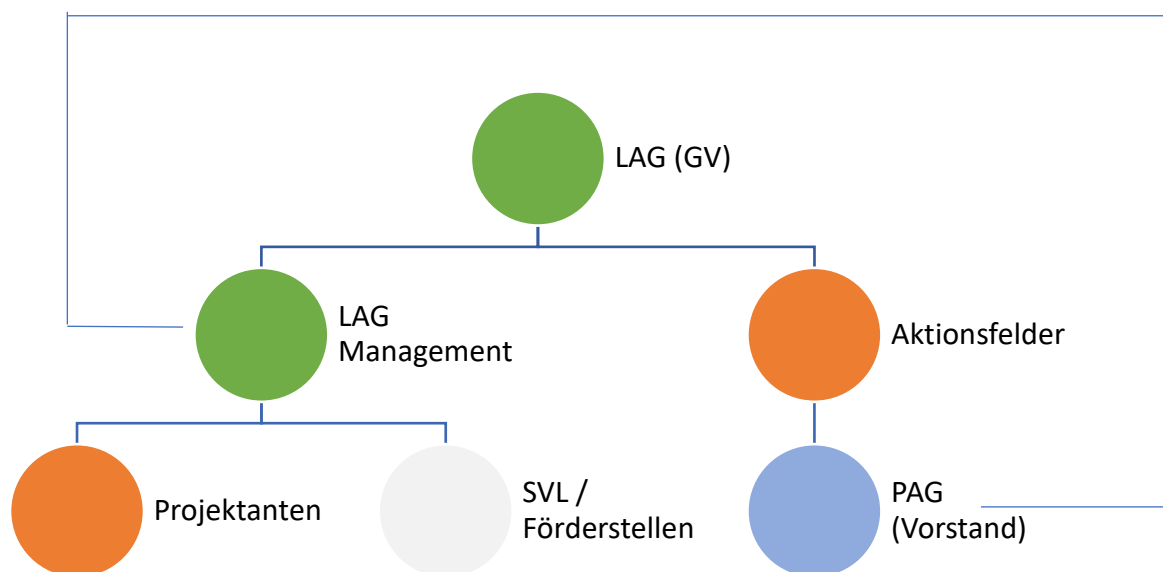 LAG (GV)
LAG
Management
Aktionsfelder
Projektanten
SVL /
Förderstellen
PAG
(Vorstand)